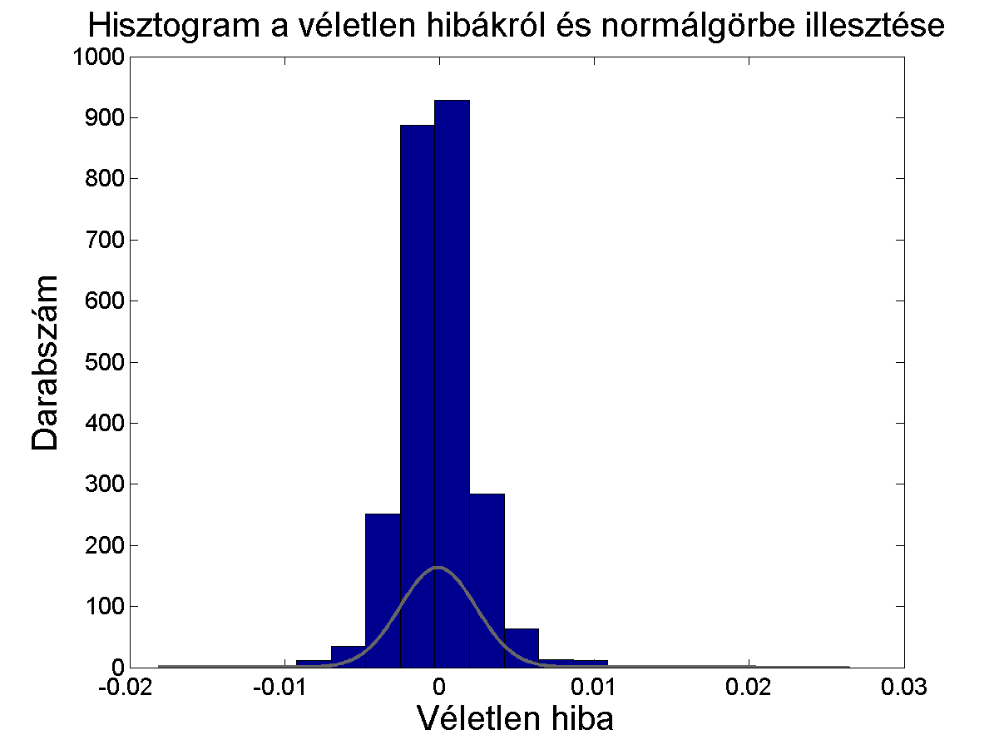 Hisztogram a véletlen hibákról és normálgörbe illesztése
1000
900
800
700
600
500
400
300
200
100
0
Darabszám
-0.02 -0.01 0 0.01 0.02 0.03
Véletlen hiba